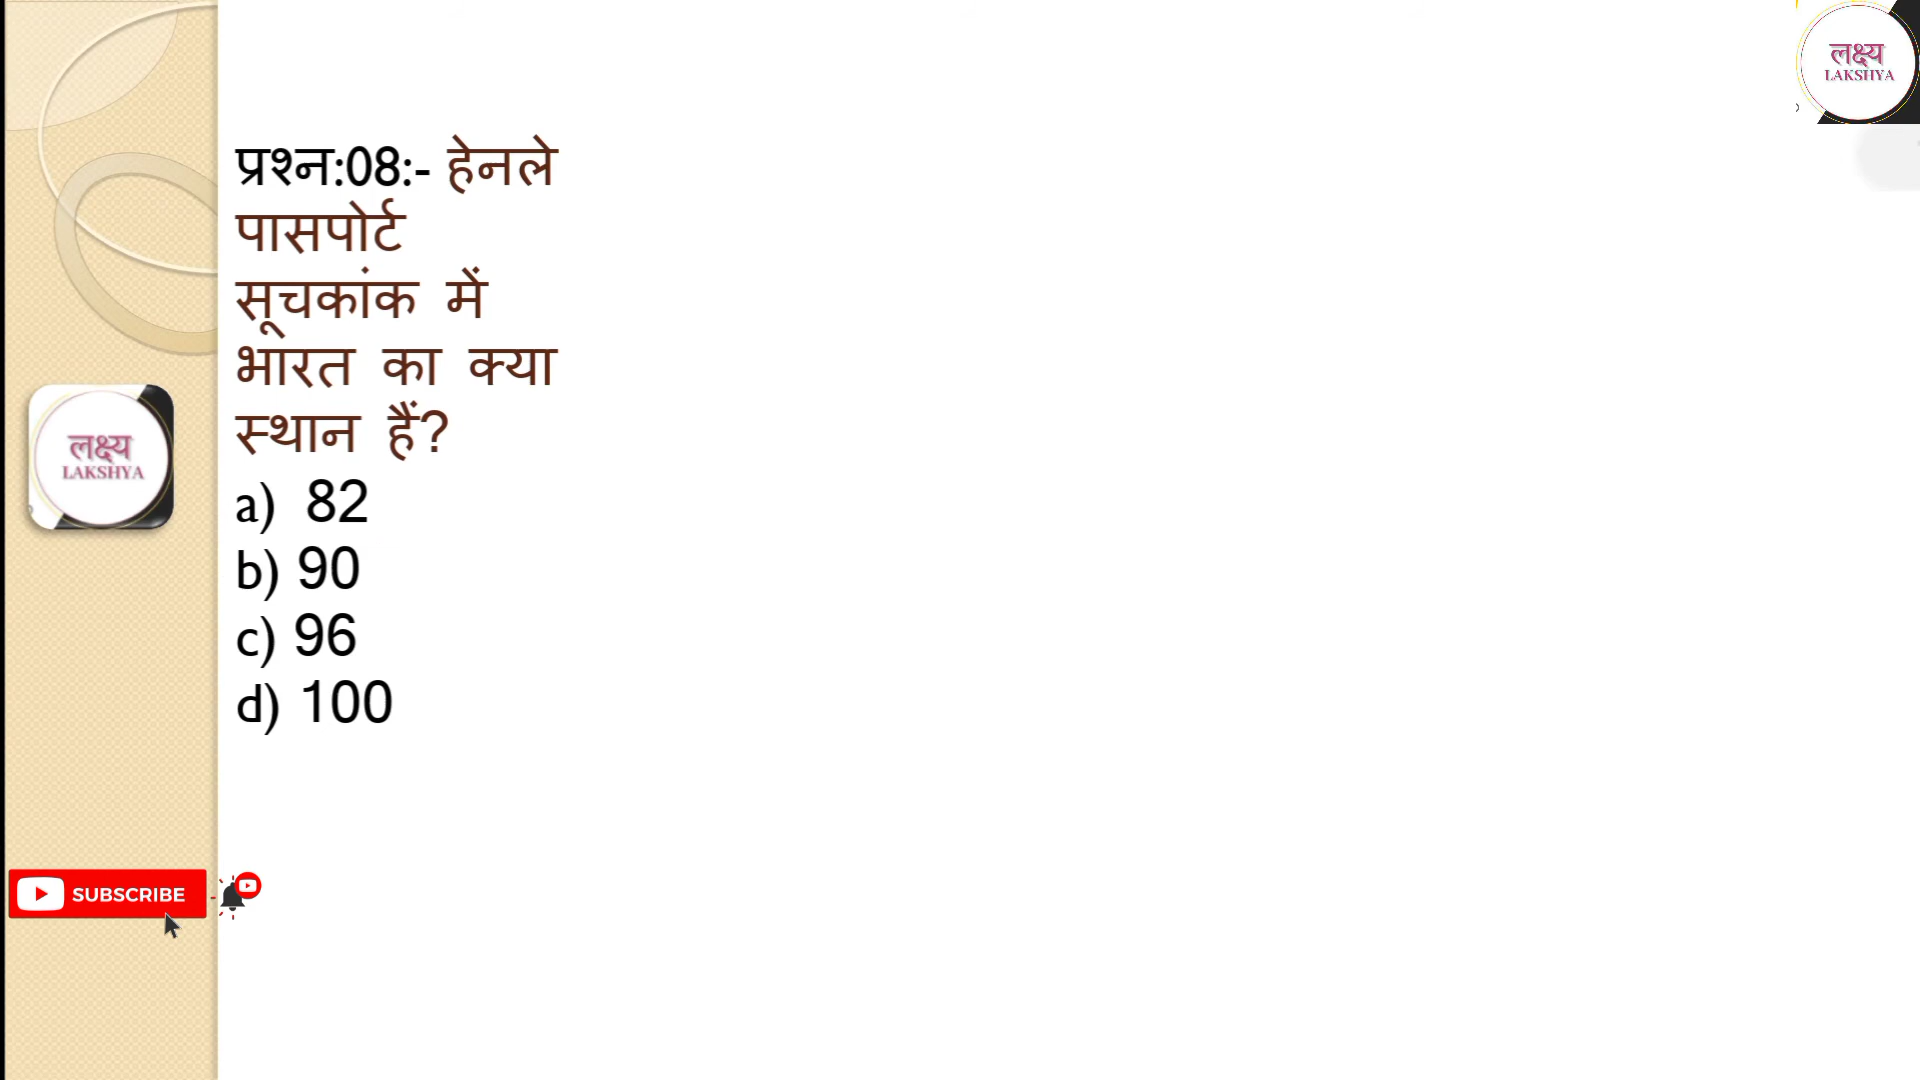 लक्ष्य
LAKSHYA
प्रश्न:08:- हेनले
पासपोर्ट
सूचकांक में
भारत का क्या
स्थान हैं?
a) 82
b) 90
c) 96
d) 100
लक्ष्य
LAKSHYA
SUBSCRIBE